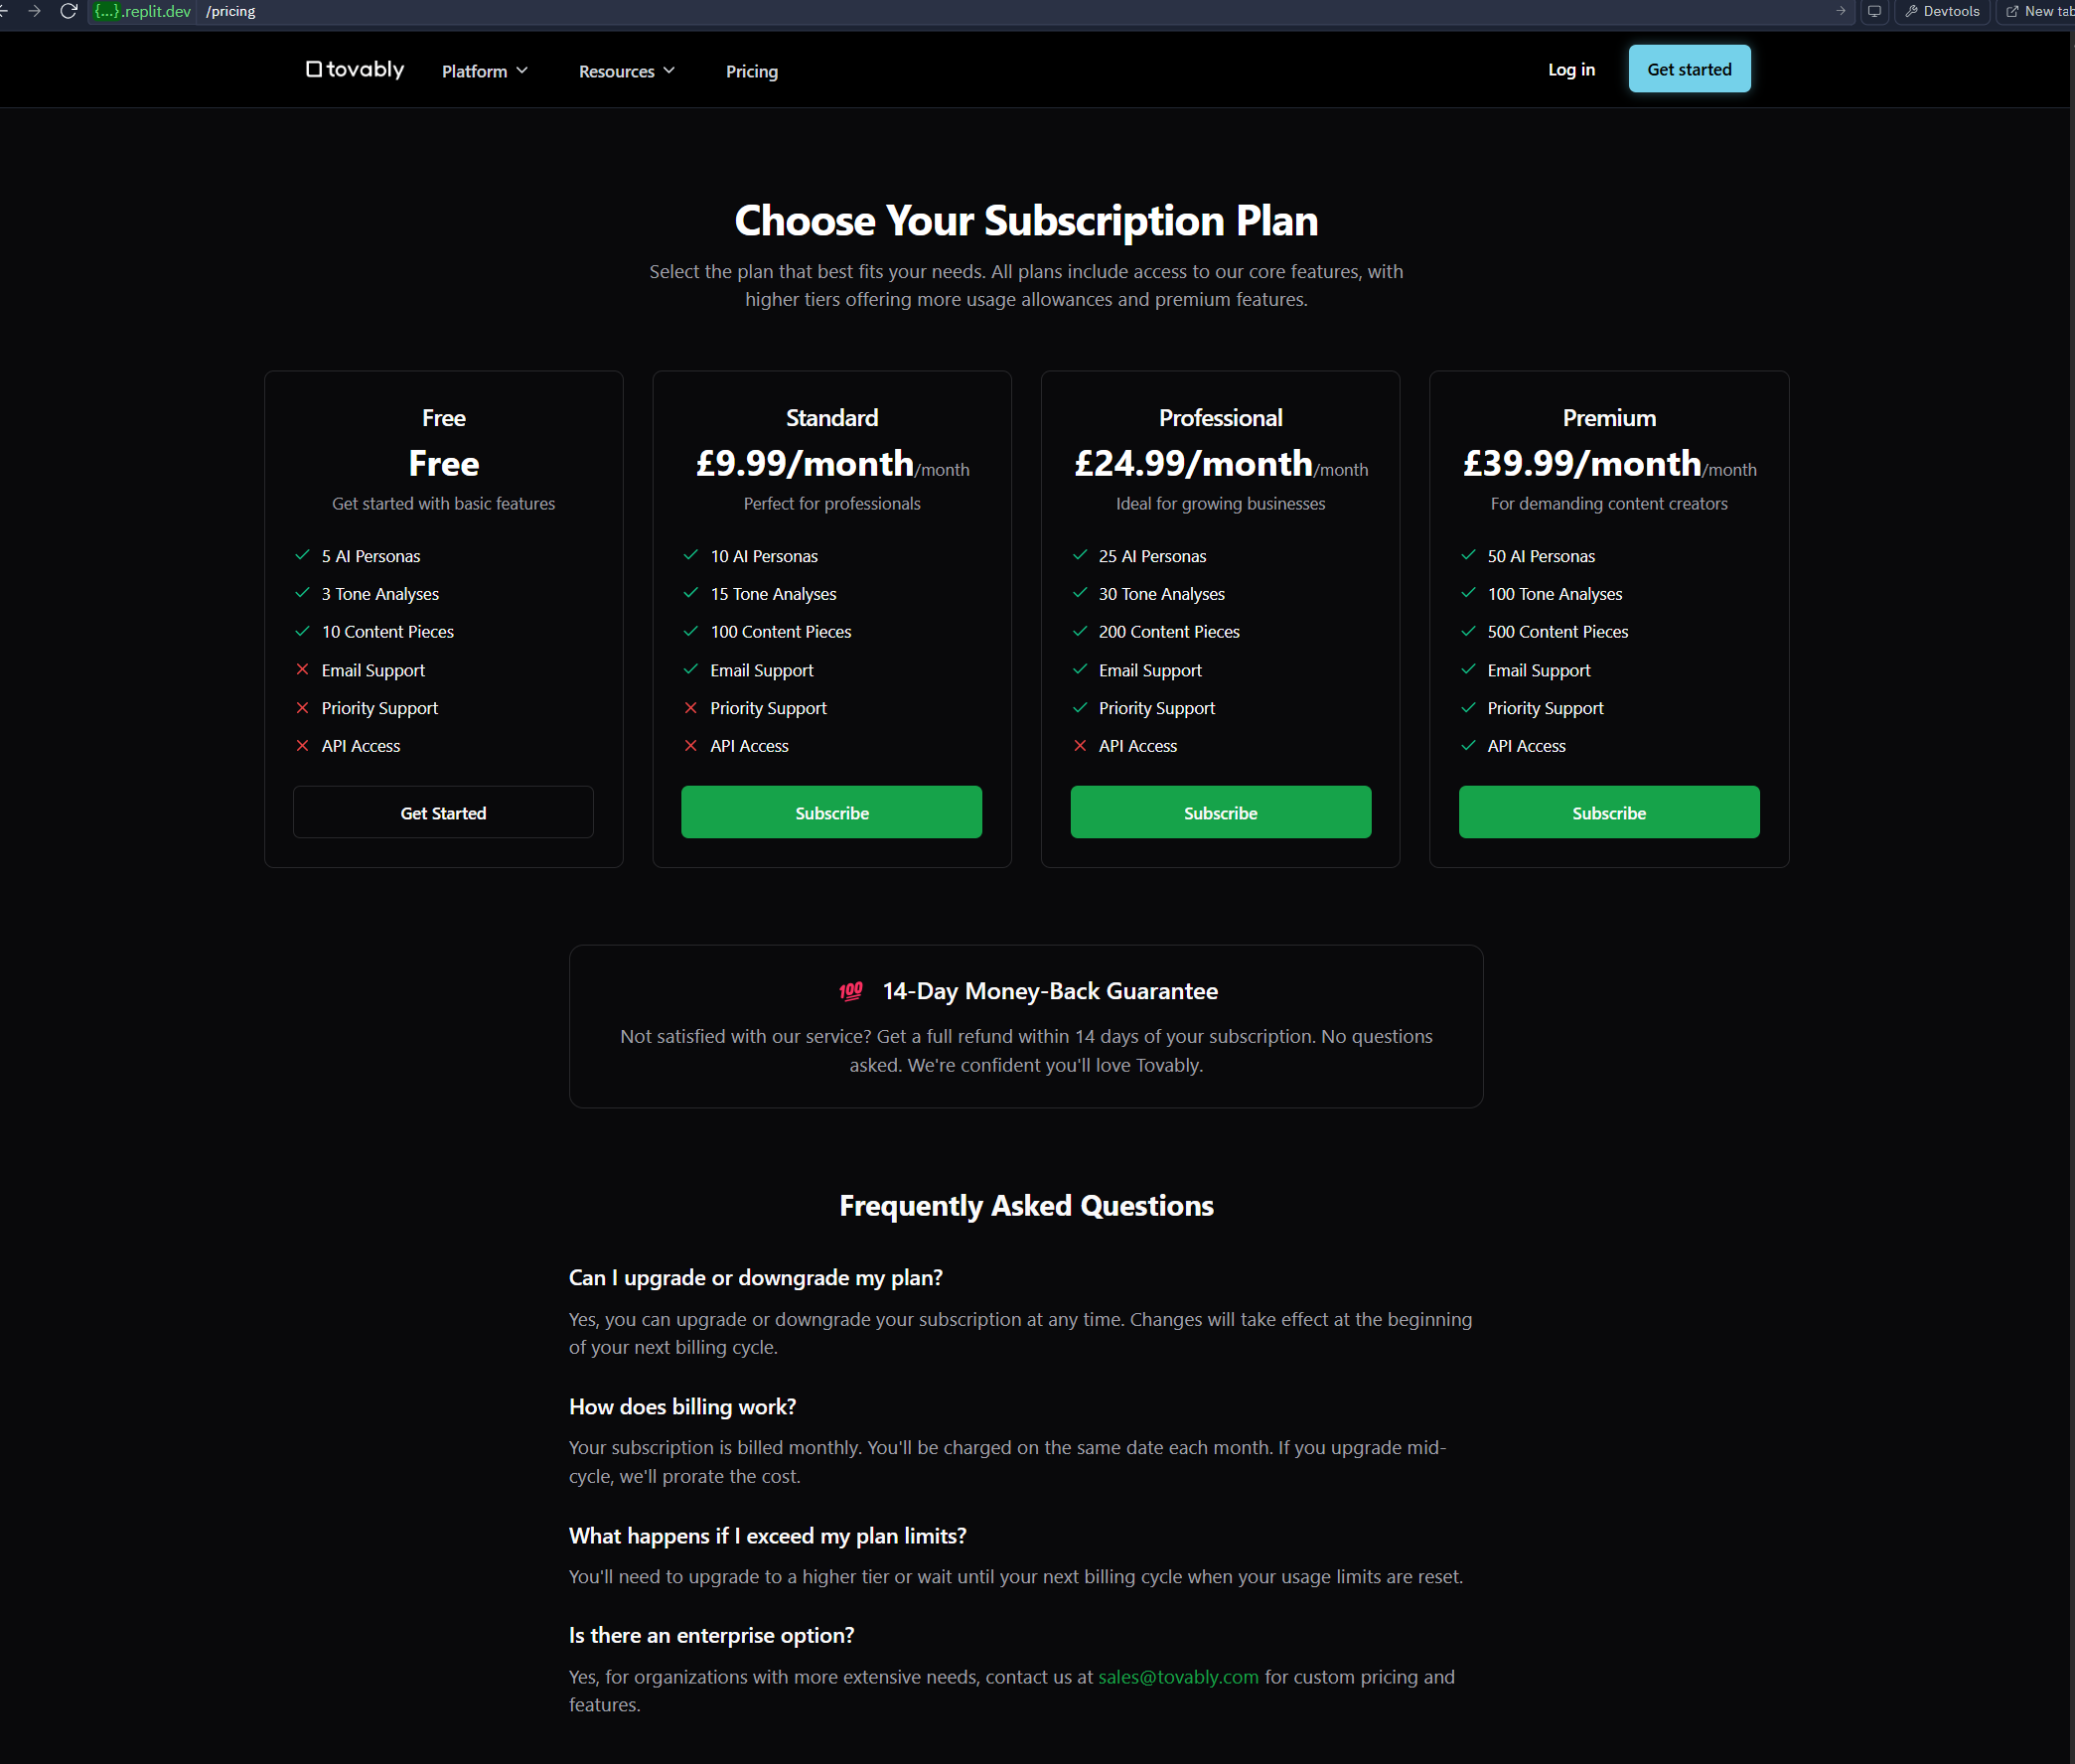 {...}.replit.dev /pricing
Devtools
New tab
tovably
Platform
Resources
Pricing
Log in
Get started
Choose Your Subscription Plan
Select the plan that best fits your needs. All plans include access to our core features, with
higher tiers offering more usage allowances and premium features.
Free
Free
Get started with basic features
5 AI Personas
3 Tone Analyses
10 Content Pieces
Email Support
Priority Support
API Access
Get Started
Standard
£9.99/month/month
Perfect for professionals
10 AI Personas
15 Tone Analyses
100 Content Pieces
Email Support
Priority Support
API Access
Subscribe
Professional
£24.99/month/month
Ideal for growing businesses
25 AI Personas
30 Tone Analyses
200 Content Pieces
Email Support
Priority Support
API Access
Subscribe
Premium
£39.99/month/month
For demanding content creators
50 AI Personas
100 Tone Analyses
500 Content Pieces
Email Support
Priority Support
API Access
Subscribe
💯 14-Day Money-Back Guarantee
Not satisfied with our service? Get a full refund within 14 days of your subscription. No questions
asked. We're confident you'll love Tovably.
Frequently Asked Questions
Can I upgrade or downgrade my plan?
Yes, you can upgrade or downgrade your subscription at any time. Changes will take effect at the beginning
of your next billing cycle.
How does billing work?
Your subscription is billed monthly. You'll be charged on the same date each month. If you upgrade mid-
cycle, we'll prorate the cost.
What happens if I exceed my plan limits?
You'll need to upgrade to a higher tier or wait until your next billing cycle when your usage limits are reset.
Is there an enterprise option?
Yes, for organizations with more extensive needs, contact us at sales@tovably.com for custom pricing and
features.